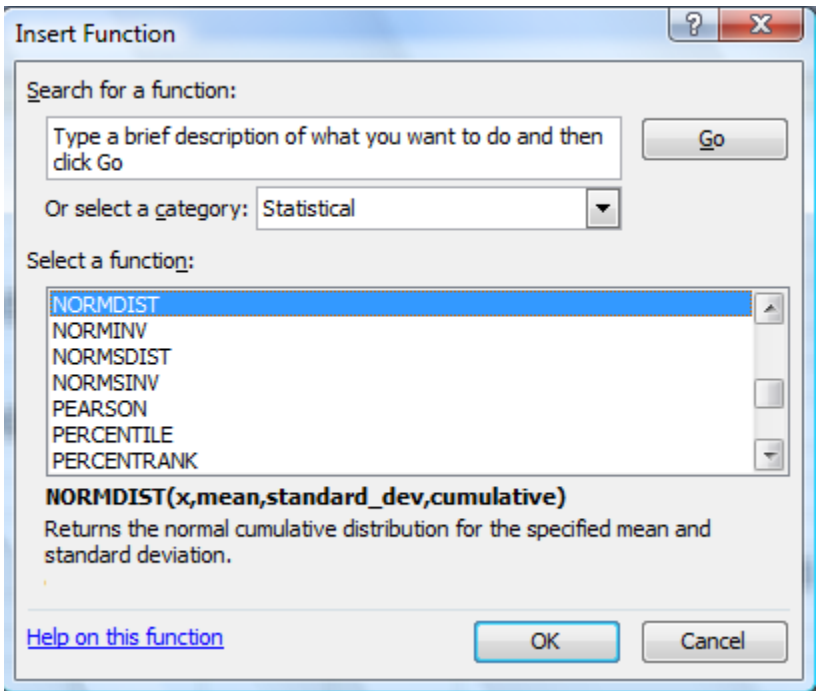 Insert Function
Search for a function:
Type a brief description of what you want to do and then
click Go
Go
Or select a category: Statistical
Select a function:
NORMDIST
NORMINV
NORMSDIST
NORMSINV
PEARSON
PERCENTILE
PERCENTRANK
NORMDIST(x,mean,standard_dev,cumulative)
Returns the normal cumulative distribution for the specified mean and
standard deviation.
Help on this function
OK
Cancel